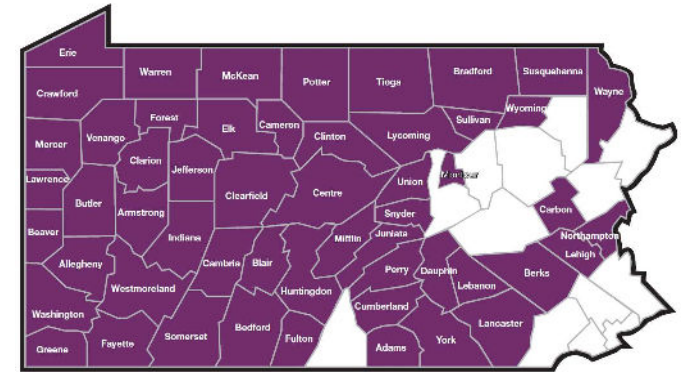 Erie
Warren
McKean
Potter
Tioga
Bradford
Susquehanna
Wayne
Crawford
Wyoming
Forest
Elk
Cameron
Sullivan
Mercer
Venango
Clinton
Lycoming
Clarion
Jefferson
Lawrence
Union
Montour
Butler
Armstrong
Clearfield
Centre
Carbon
Snyder
Beaver
Indiana
Mifflin
Juniata
Northampton
Allegheny
Cambria
Blair
Perry
Dauphin
Lehigh
Westmoreland
Huntingdon
Lebanon
Berks
Washington
Cumberland
Greene
Fayette
Somerset
Bedford
Fulton
Adams
York
Lancaster